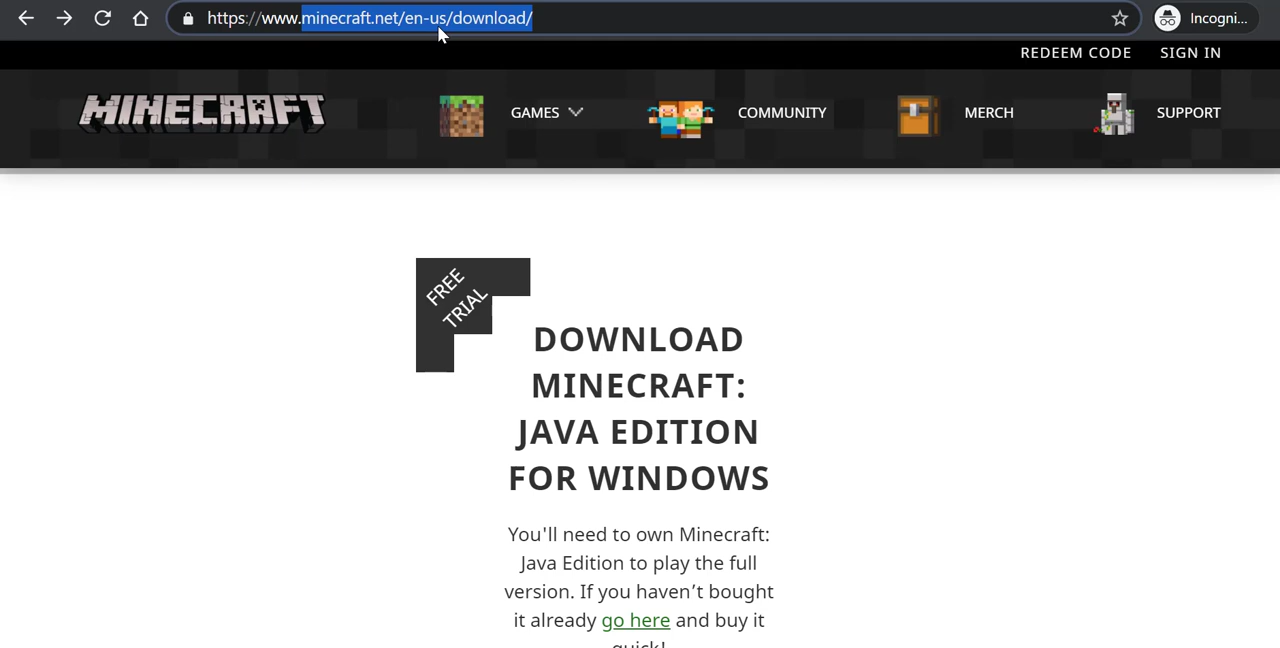 https://www.minecraft.net/en-us/download/
Incogni...
REDEEM CODE SIGN IN
MINECRAFT GAMES COMMUNITY MERCH SUPPORT
FREE
TRIAL
DOWNLOAD
MINECRAFT:
JAVA EDITION
FOR WINDOWS
You'll need to own Minecraft:
Java Edition to play the full
version. If you haven’t bought
it already go here and buy it
quick!